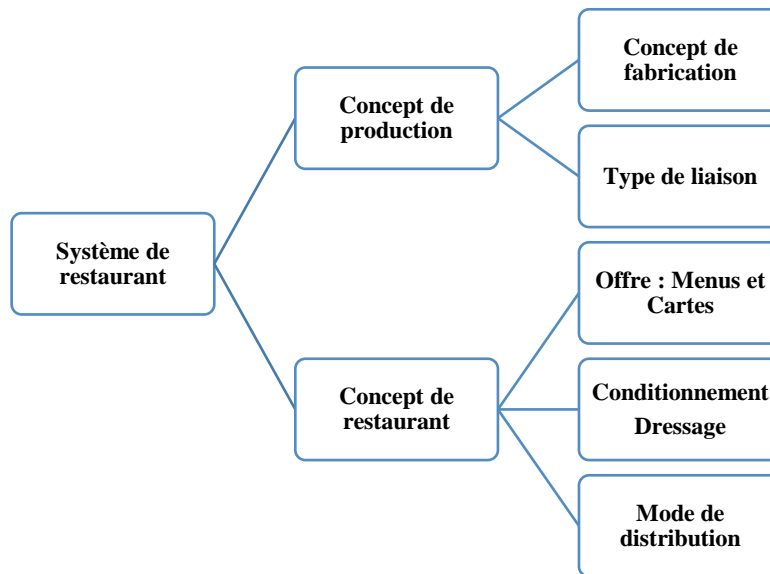 Système de
restaurant
Concept de
production
Concept de
fabrication
Type de liaison
Concept de
restaurant
Offre : Menus et
Cartes
Conditionnement
Dressage
Mode de
distribution